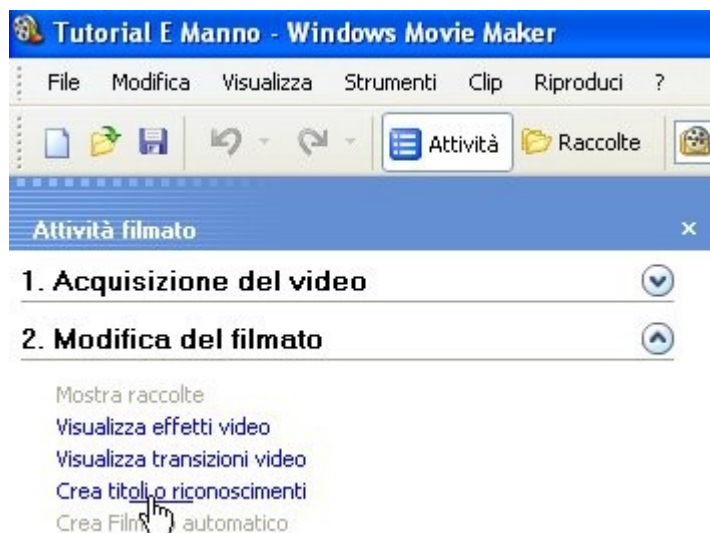 Tutorial E Manno - Windows Movie Maker
File Modifica Visualizza Strumenti Clip Riproduci ?
Attività Raccolte
Attività filmato
1. Acquisizione del video
2. Modifica del filmato
Mostra raccolte
Visualizza effetti video
Visualizza transizioni video
Crea titoli o riconoscimenti
Crea automatico